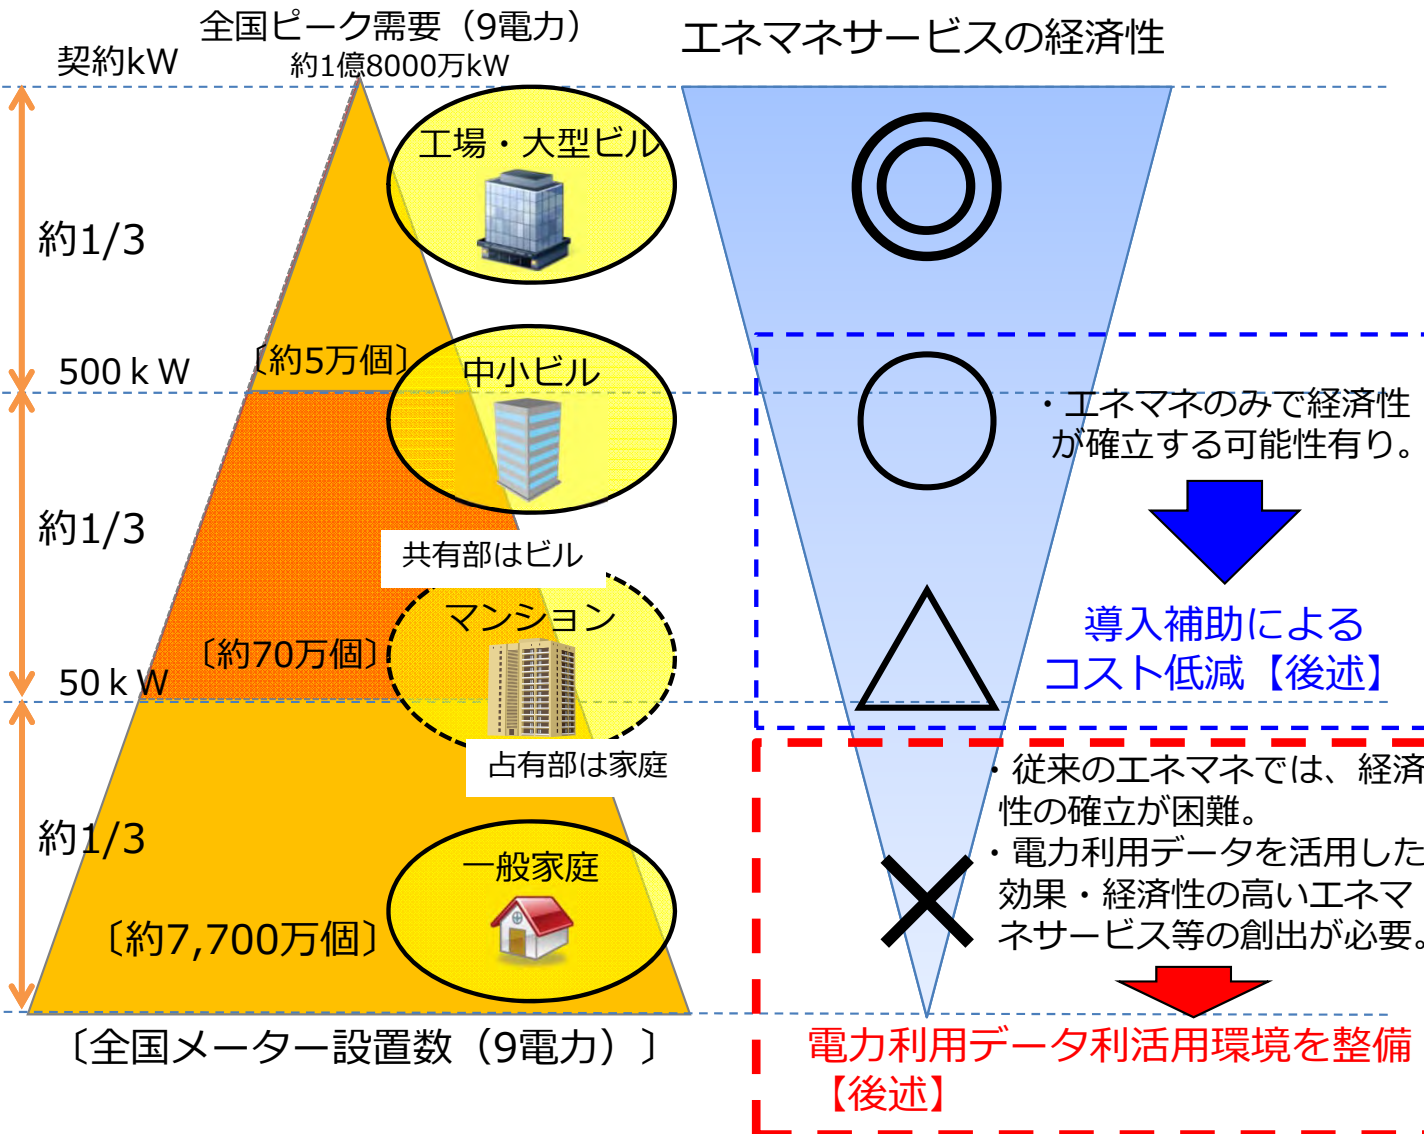 全国ピーク需要（9電力）
約1億8000万kW
契約kW
エネマネサービスの経済性
工場・大型ビル
約1/3
〔約5万個〕
500ｋW
中小ビル
・エネマネのみで経済性
が確立する可能性有り。
約1/3
共有部はビル
マンション
〔約70万個〕
50ｋW
導入補助による
コスト低減【後述】
占有部は家庭
・従来のエネマネでは、経済
性の確立が困難。
・電力利用データを活用した
効果・経済性の高いエネマ
ネサービス等の創出が必要。
約1/3
一般家庭
〔約7,700万個〕
〔全国メーター設置数（9電力）〕
電力利用データ利活用環境を整備
【後述】